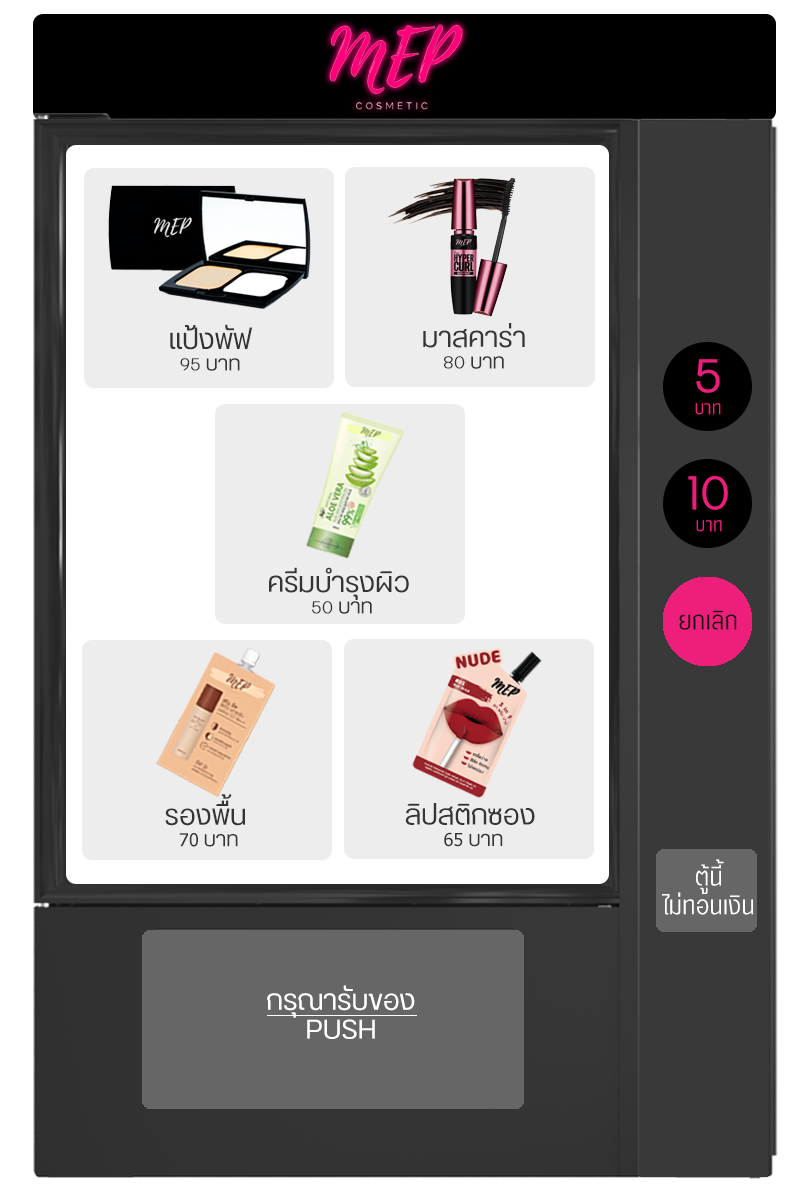 MEP
COSMETIC
MEP
แป้งพัฟ
95 บาท
MEP
HYPER
CURL
มาสคาร่า
80 บาท
MEP
ALOE VERA
99%
ครีมบำรุงผิว
50 บาท
MEP
รองพื้น
70 บาท
NUDE
MEP
ลิปสติกซอง
65 บาท
5
บาท
10
บาท
ยกเลิก
ตู้นี้
ไม่ทอนเงิน
กรุณารับของ
PUSH